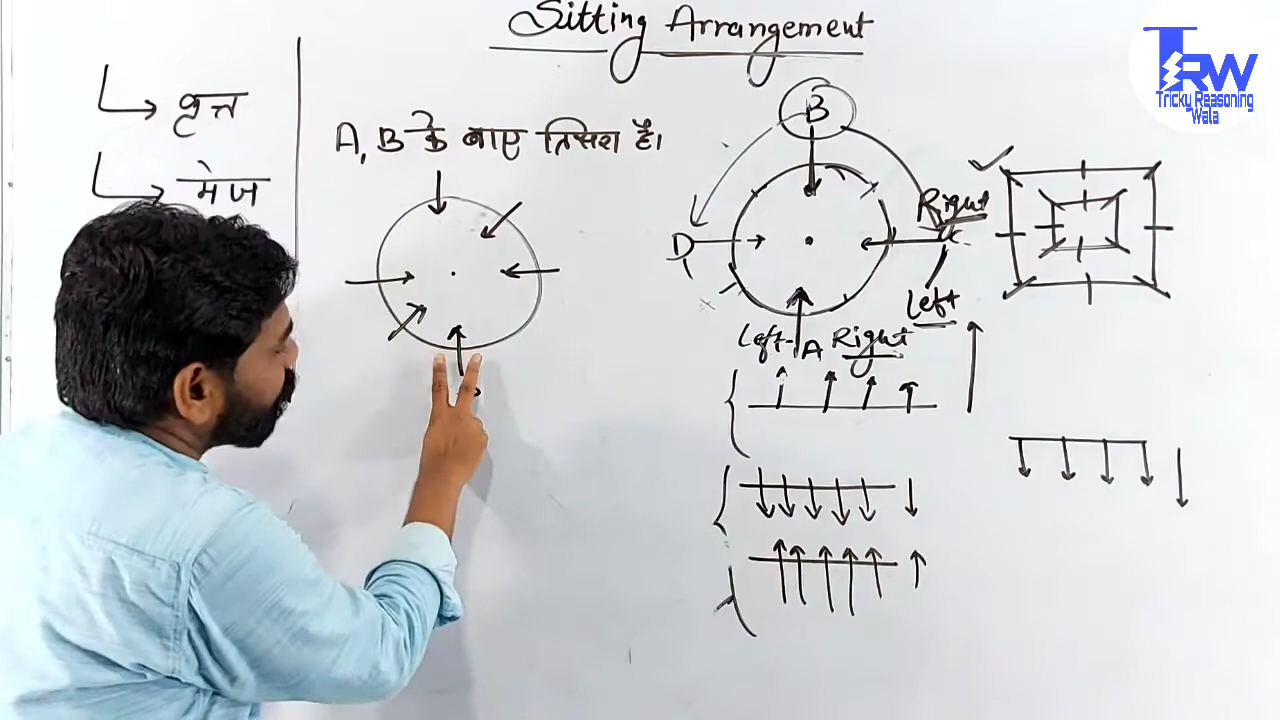 Sitting Arrangement
TRW
Tricky Reasoning
Wala
वृत्त
मेज
A, B के बाए तिसरा है।
B
D
Right
Left
Left
A
Right